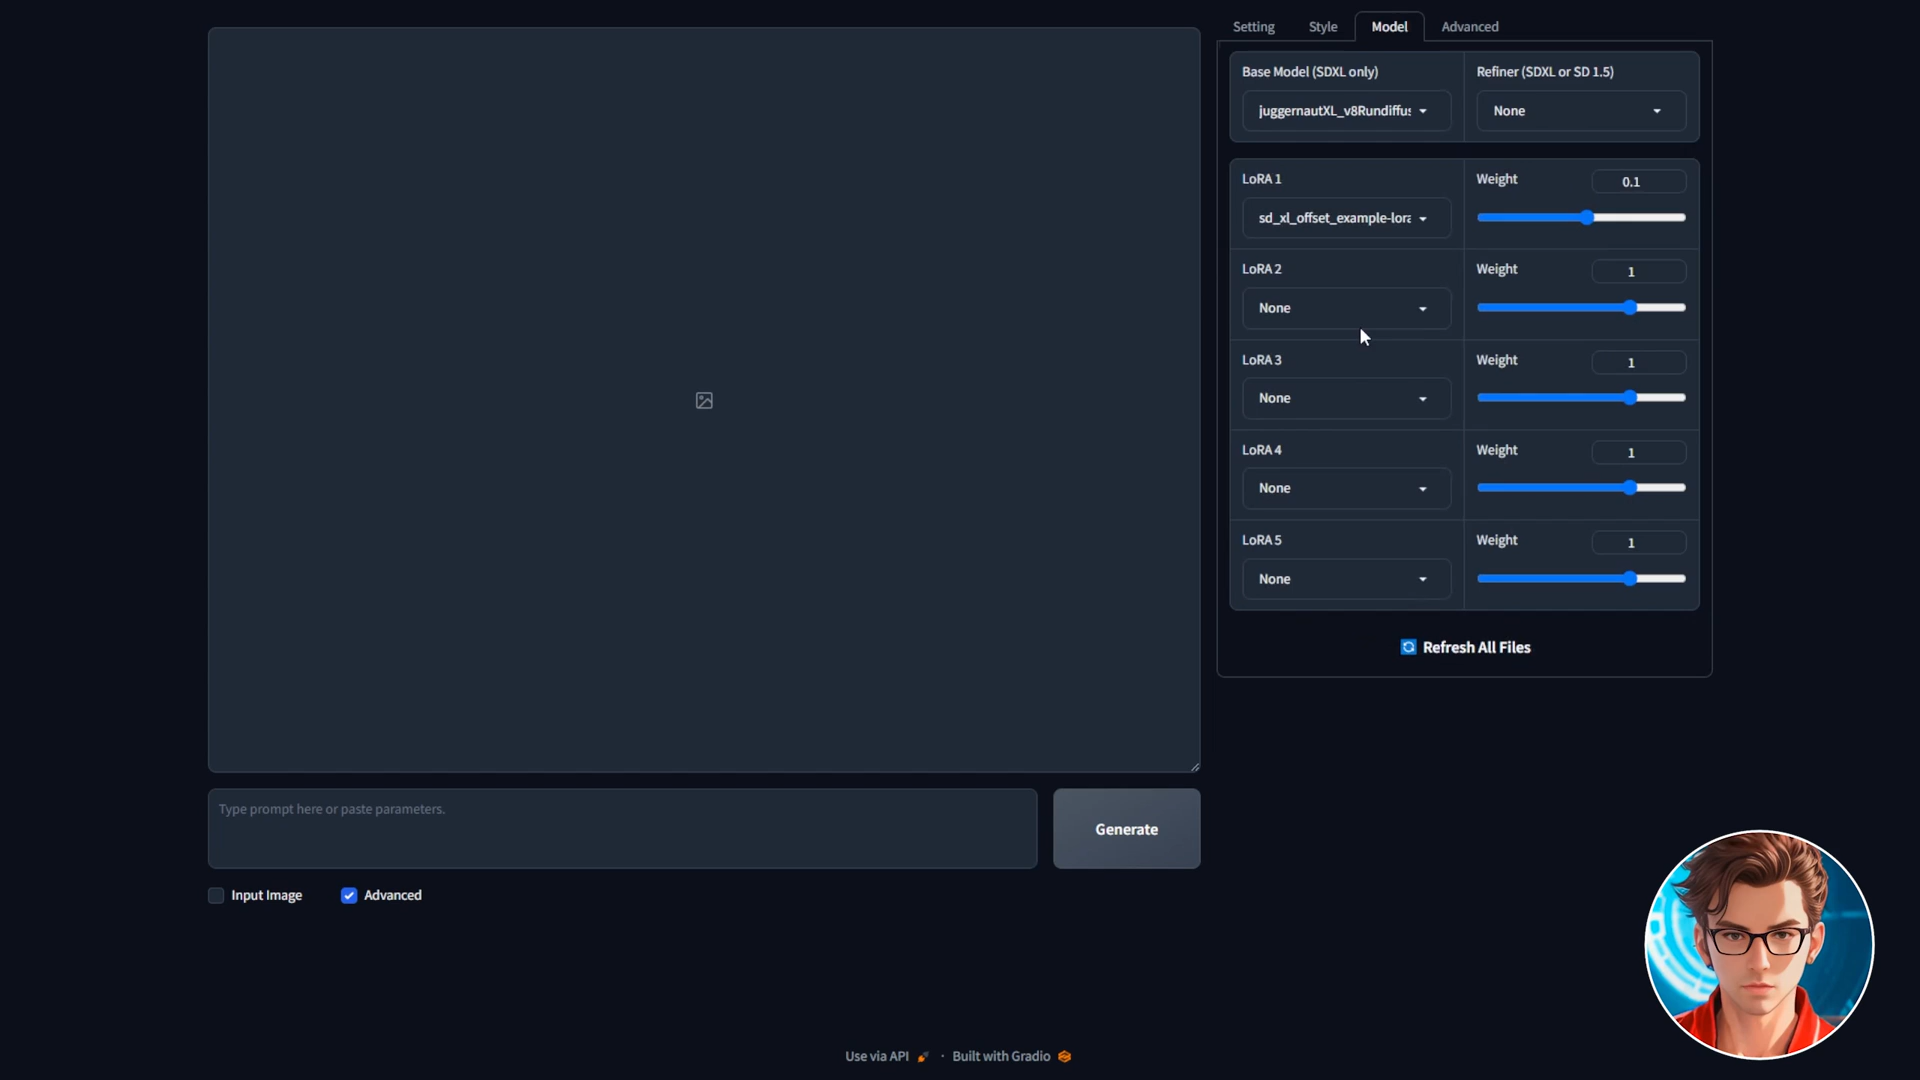 Setting Style Model Advanced
Base Model (SDXL only) Refiner (SDXL or SD 1.5)
juggernautXL_v8Rundiffus None
LoRA 1 Weight 0.1
sd_xl_offset_example-lora
LoRA 2 Weight 1
None
LoRA 3 Weight 1
None
LoRA 4 Weight 1
None
LoRA 5 Weight 1
None
Refresh All Files
Type prompt here or paste parameters.
Generate
Input Image Advanced
Use via API · Built with Gradio